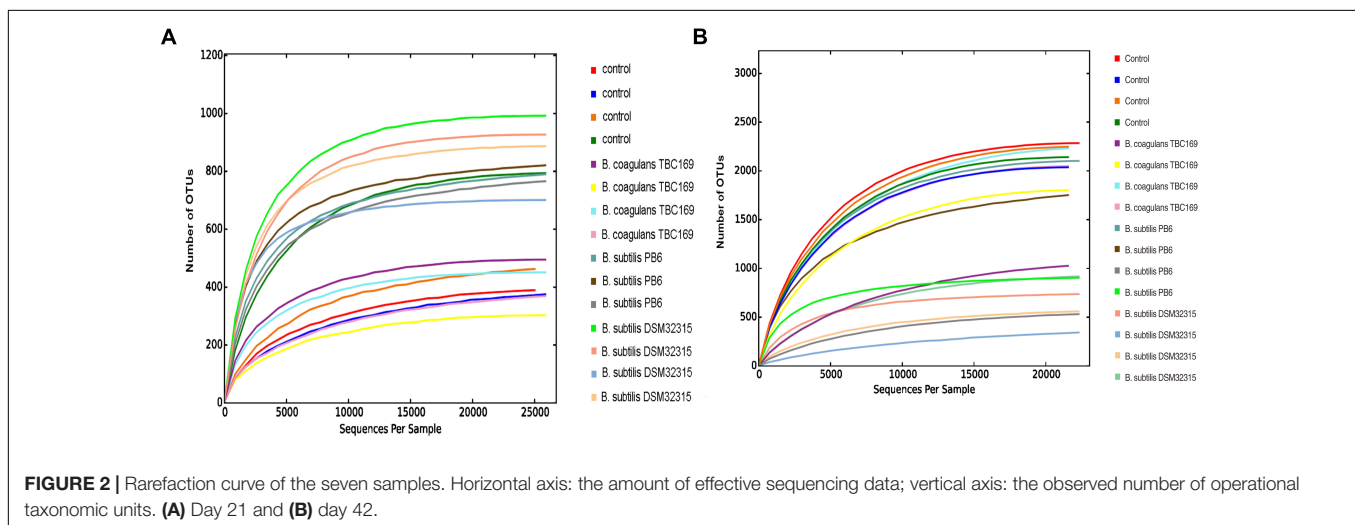 A
1200
1000
800
600
400
200
0
Number of OTUs
0 5000 10000 15000 20000 25000
Sequences Per Sample
control
control
control
control
B. coagulans TBC169
B. coagulans TBC169
B. coagulans TBC169
B. coagulans TBC169
B. subtilis PB6
B. subtilis PB6
B. subtilis PB6
B. subtilis DSM32315
B. subtilis DSM32315
B. subtilis DSM32315
B. subtilis DSM32315
B
3000
2500
2000
1500
1000
500
0
Number of OTUs
0 5000 10000 15000 20000
Sequences Per Sample
Control
Control
Control
Control
B. coagulans TBC169
B. coagulans TBC169
B. coagulans TBC169
B. coagulans TBC169
B. subtilis PB6
B. subtilis PB6
B. subtilis PB6
B. subtilis PB6
B. subtilis DSM32315
B. subtilis DSM32315
B. subtilis DSM32315
B. subtilis DSM32315
FIGURE 2 | Rarefaction curve of the seven samples. Horizontal axis: the amount of effective sequencing data; vertical axis: the observed number of operational
taxonomic units. (A) Day 21 and (B) day 42.